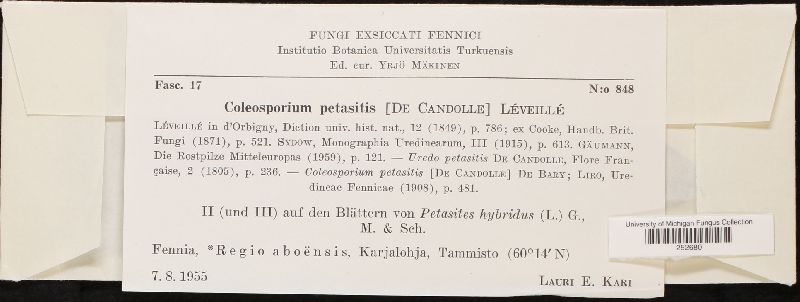 FUNGI EXSICCATI FENNICI
Institutio Botanica Universitatis Turkuensis
Ed. cur. YRJÖ MÄKINEN
Fasc. 17 N:o 848
Coleosporium petasitis [DE CANDOLLE] LÉVEILLÉ
LÉVEILLÉ in d'Orbigny, Diction univ. hist. nat., 12 (1849), p. 786; ex Cooke, Handb. Brit.
Fungi (1871), p. 521. SYDOW, Monographia Uredinearum, III (1915), p. 613. GÄUMANN,
Die Rostpilze Mitteleuropas (1959), p. 121. — Uredo petasitis DE CANDOLLE, Flore Fran-
çaise, 2 (1805), p. 236. — Coleosporium petasitis [DE CANDOLLE] DE BARY; LIRO, Ure-
dineae Fennicae (1908), p. 481.
II (und III) auf den Blättern von Petasites hybridus (L.) G.,
M. & Sch.
Fennia, *Regio aboënsis, Karjalohja, Tammisto (60°14′ N)
7. 8. 1955 LAURI E. KARI
University of Michigan Fungus Collection
252680